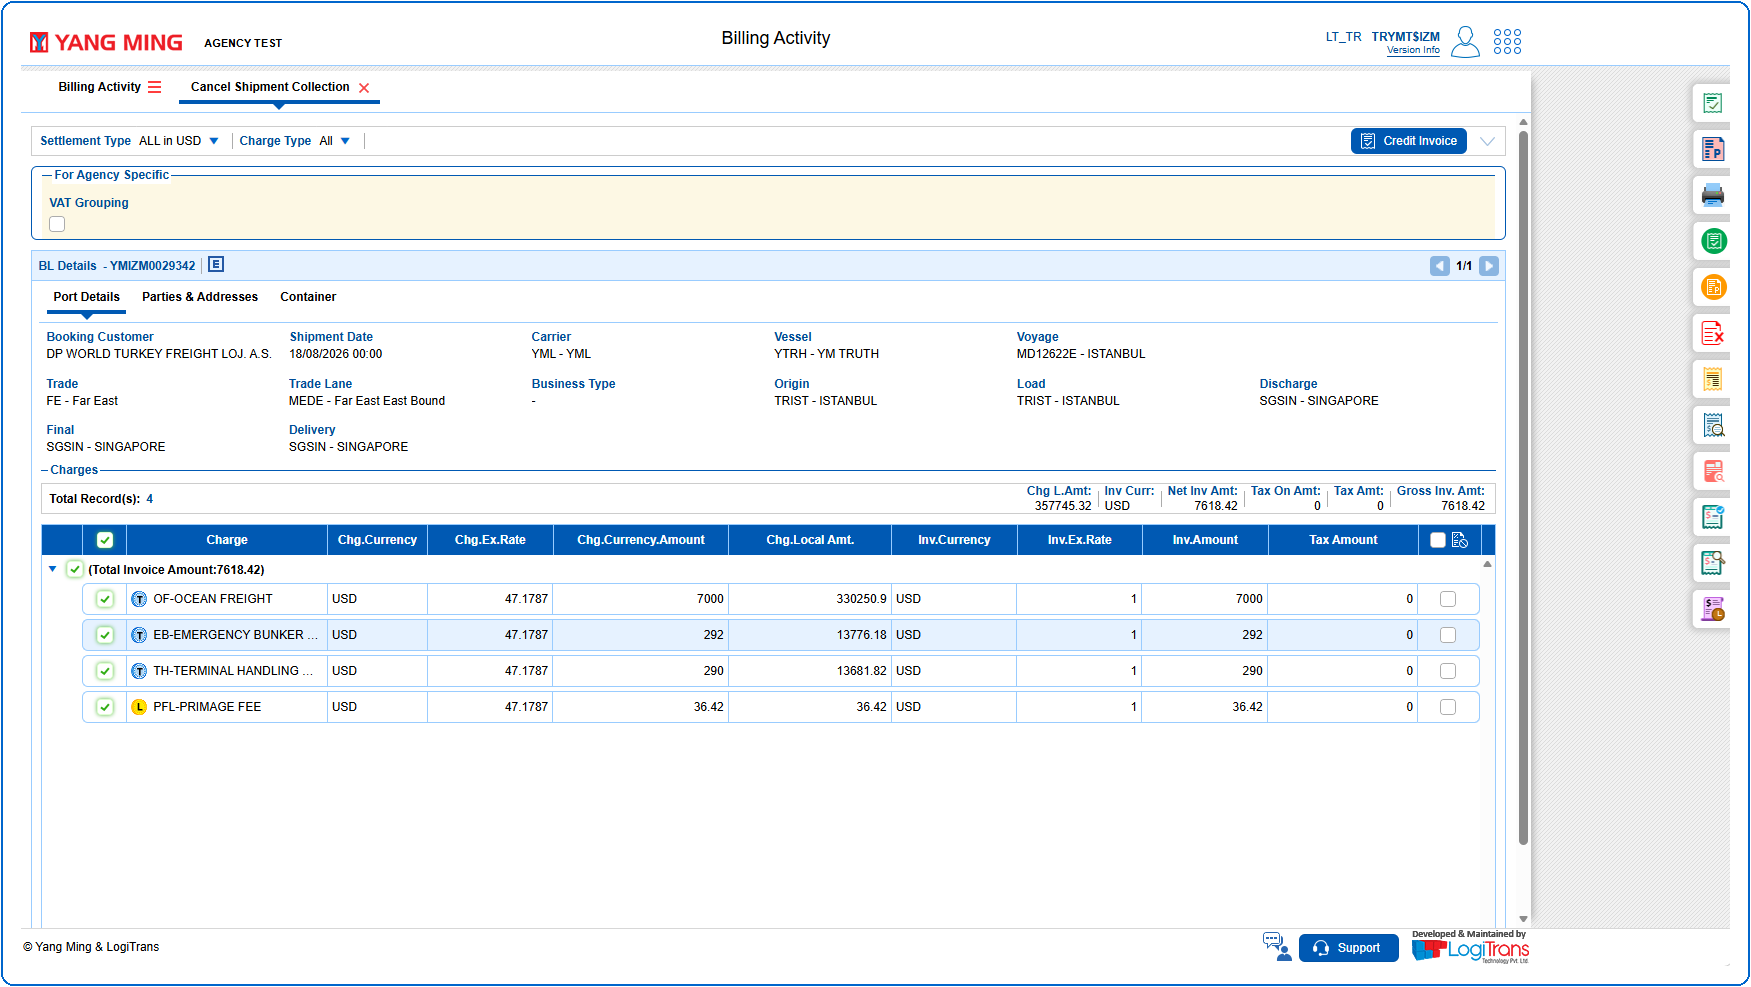 YANG MING AGENCY TEST
Billing Activity
LT_TR TRYMT$IZM
Version Info
Billing Activity
Cancel Shipment Collection
Settlement Type ALL in USD Charge Type All
Credit Invoice
For Agency Specific
VAT Grouping
BL Details - YMIZM0029342 E
1/1
Port Details Parties & Addresses Container
Booking Customer Shipment Date Carrier Vessel Voyage
DP WORLD TURKEY FREIGHT LOJ. A.S. 18/08/2026 00:00 YML - YML YTRH - YM TRUTH MD12622E - ISTANBUL
Trade Trade Lane Business Type Origin Load Discharge
FE - Far East MEDE - Far East East Bound - TRIST - ISTANBUL TRIST - ISTANBUL SGSIN - SINGAPORE
Final Delivery
SGSIN - SINGAPORE SGSIN - SINGAPORE
Charges
Total Record(s): 4
Chg L.Amt: Inv Curr: Net Inv Amt: Tax On Amt: Tax Amt: Gross Inv. Amt:
357745.32 USD 7618.42 0 0 7618.42
Charge Chg.Currency Chg.Ex.Rate Chg.Currency.Amount Chg.Local Amt. Inv.Currency Inv.Ex.Rate Inv.Amount Tax Amount
(Total Invoice Amount:7618.42)
T OF-OCEAN FREIGHT USD 47.1787 7000 330250.9 USD 1 7000 0
T EB-EMERGENCY BUNKER ... USD 47.1787 292 13776.18 USD 1 292 0
T TH-TERMINAL HANDLING ... USD 47.1787 290 13681.82 USD 1 290 0
L PFL-PRIMAGE FEE USD 47.1787 36.42 36.42 USD 1 36.42 0
© Yang Ming & LogiTrans
Support
Developed & Maintained by
LogiTrans
Technology Pvt. Ltd.